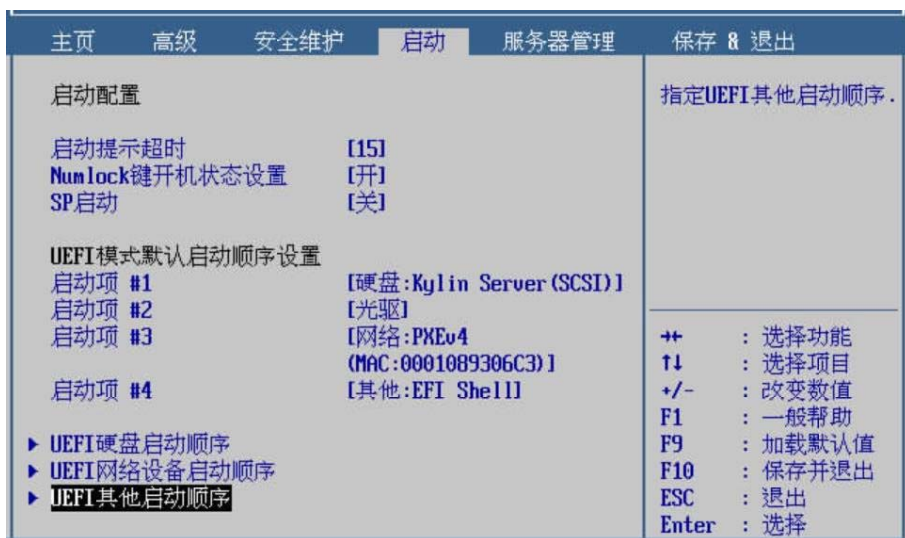 主页 高级 安全维护 启动 服务器管理 保存 & 退出
启动配置
启动提示超时 [15]
Numlock键开机状态设置 [开]
SP启动 [关]
UEFI模式默认启动顺序设置
启动项 #1 [硬盘:Kylin Server(SCSI)]
启动项 #2 [光驱]
启动项 #3 [网络:PXEv4
(MAC:0001089306C3)]
启动项 #4 [其他:EFI Shell]
UEFI硬盘启动顺序
UEFI网络设备启动顺序
UEFI其他启动顺序
指定UEFI其他启动顺序.
→← : 选择功能
↑↓ : 选择项目
+/- : 改变数值
F1 : 一般帮助
F9 : 加载默认值
F10 : 保存并退出
ESC : 退出
Enter : 选择